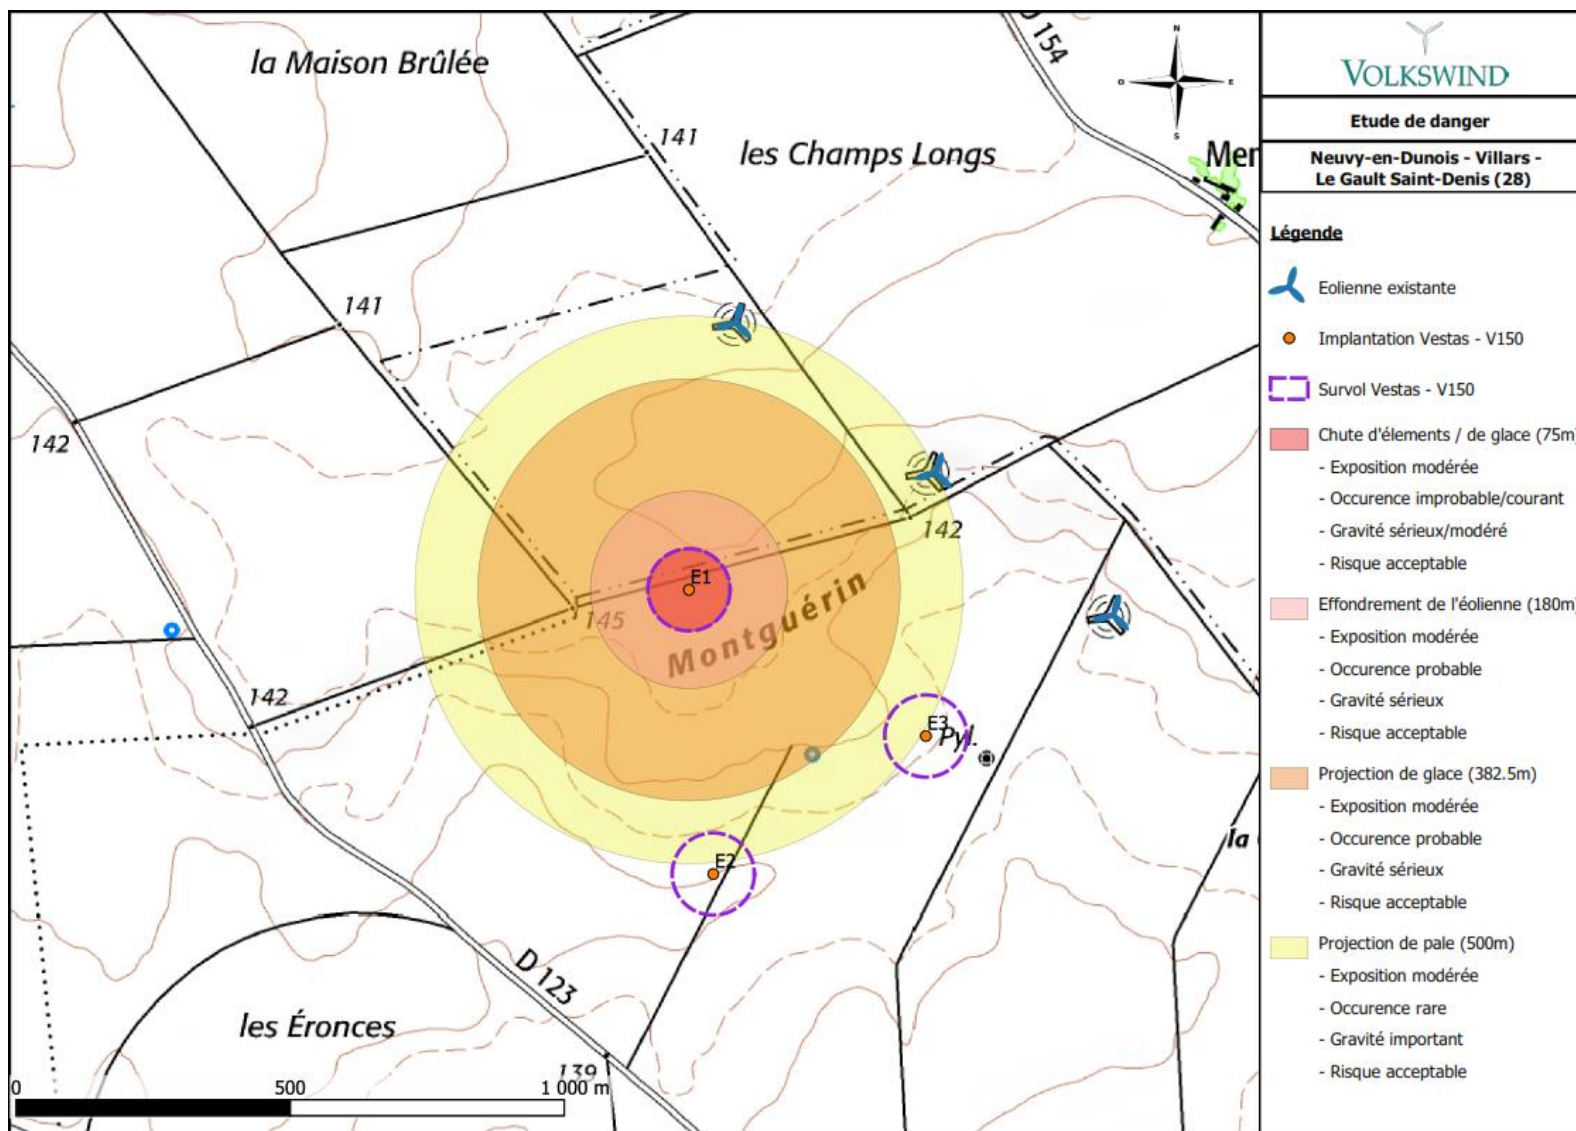 la Maison Brûlée
D 154
141
les Champs Longs
Mer
141
142
142
E1
145
Montguérin
142
E3
Pyl.
E2
la
D 123
les Éronces
139
0
500
1 000 m
N
O
E
S
VOLKSWIND
Etude de danger
Neuvy-en-Dunois - Villars -
Le Gault Saint-Denis (28)
Légende
Eolienne existante
Implantation Vestas - V150
Survol Vestas - V150
Chute d'élements / de glace (75m)
- Exposition modérée
- Occurence improbable/courant
- Gravité sérieux/modéré
- Risque acceptable
Effondrement de l'éolienne (180m)
- Exposition modérée
- Occurence probable
- Gravité sérieux
- Risque acceptable
Projection de glace (382.5m)
- Exposition modérée
- Occurence probable
- Gravité sérieux
- Risque acceptable
Projection de pale (500m)
- Exposition modérée
- Occurence rare
- Gravité important
- Risque acceptable